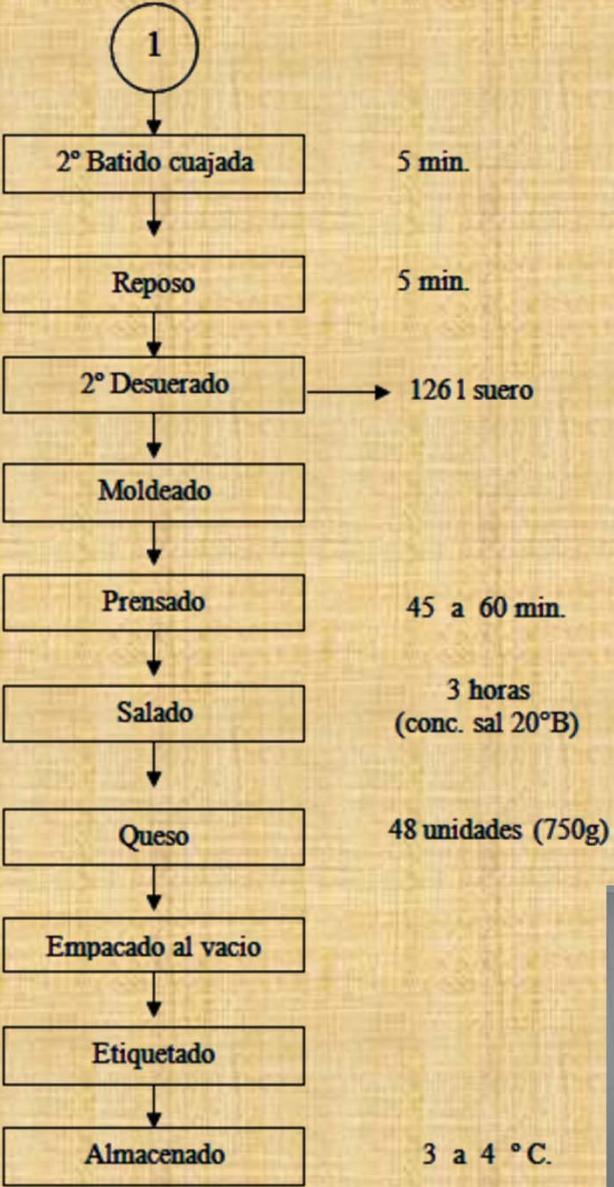 1
2º Batido cuajada
5 min.
Reposo
5 min.
2º Desuerado
126 l suero
Moldeado
Prensado
45 a 60 min.
Salado
3 horas
(conc. sal 20°B)
Queso
48 unidades (750g)
Empacado al vacio
Etiquetado
Almacenado
3 a 4 °C.